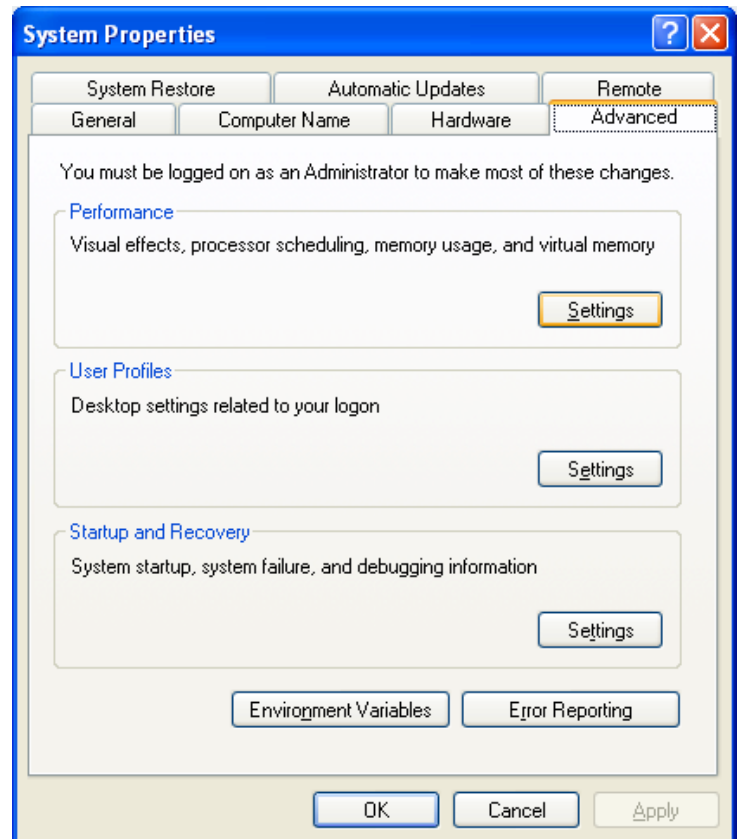 System Properties
System Restore Automatic Updates Remote
General Computer Name Hardware Advanced
You must be logged on as an Administrator to make most of these changes.
Performance
Visual effects, processor scheduling, memory usage, and virtual memory
Settings
User Profiles
Desktop settings related to your logon
Settings
Startup and Recovery
System startup, system failure, and debugging information
Settings
Environment Variables Error Reporting
OK Cancel Apply